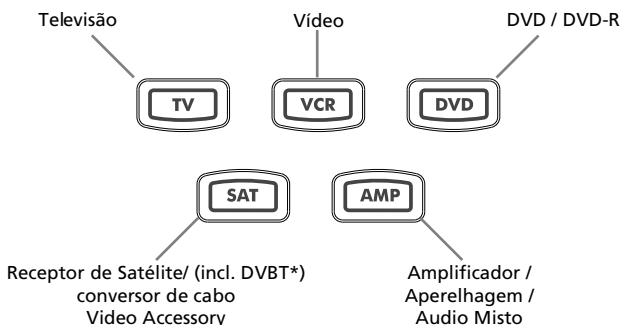 Televisão
Vídeo
DVD / DVD-R
TV
VCR
DVD
SAT
AMP
Receptor de Satélite/ (incl. DVBT*)
conversor de cabo
Video Accessory
Amplificador /
Aperelhagem /
Audio Misto